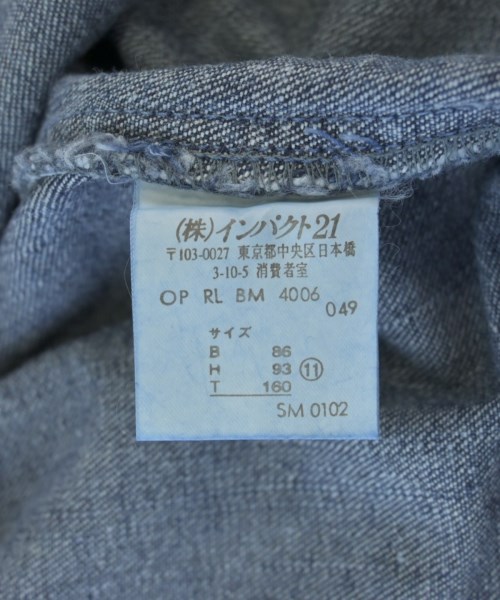 (株)インパクト21
〒103-0027 東京都中央区日本橋
3-10-5 消費者室
OP RL BM 4006
049
サイズ
B 86
H 93 ⑪
T 160
SM 0102